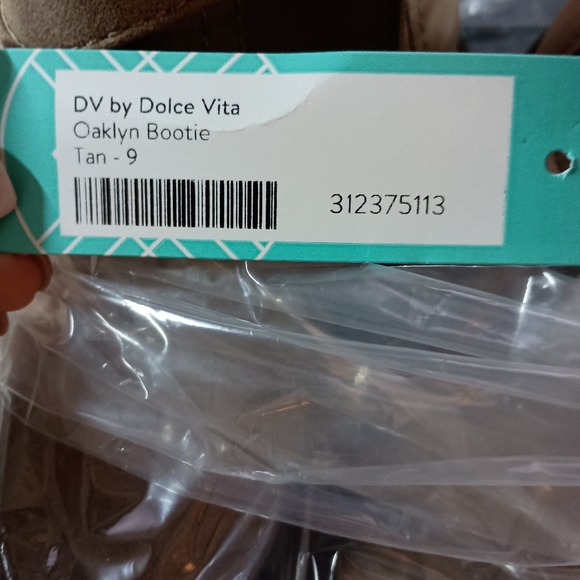 DV by Dolce Vita
Oaklyn Bootie
Tan - 9
312375113